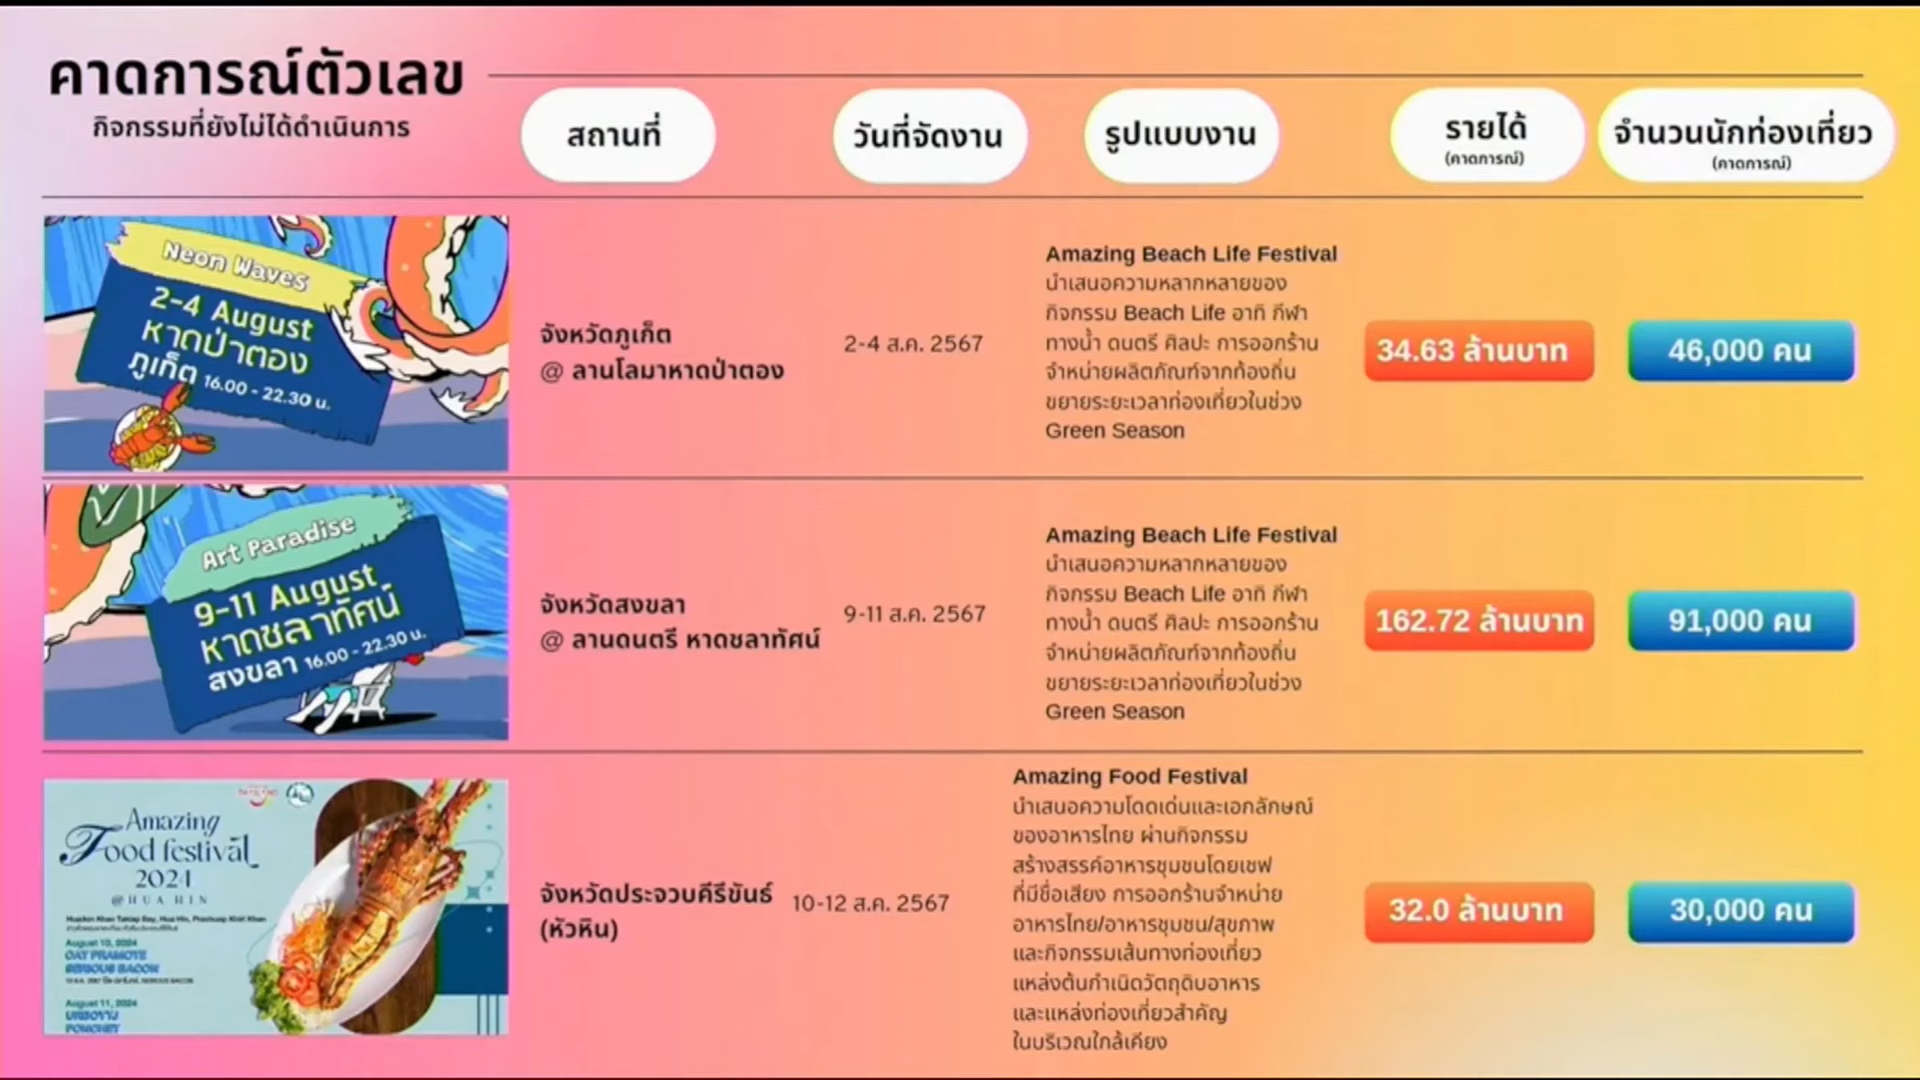 คาดการณ์ตัวเลข
กิจกรรมที่ยังไม่ได้ดำเนินการ
สถานที่
วันที่จัดงาน
รูปแบบงาน
รายได้
(คาดการณ์)
จำนวนนักท่องเที่ยว
(คาดการณ์)
Neon Waves
2-4 August
หาดป่าตอง
ภูเก็ต 16.00 - 22.30 น.
จังหวัดภูเก็ต
@ ลานโลมาหาดป่าตอง
2-4 ส.ค. 2567
Amazing Beach Life Festival
นำเสนอความหลากหลายของ
กิจกรรม Beach Life อาทิ กีฬา
ทางน้ำ ดนตรี ศิลปะ การออกร้าน
จำหน่ายผลิตภัณฑ์จากท้องถิ่น
ขยายระยะเวลาท่องเที่ยวในช่วง
Green Season
34.63 ล้านบาท
46,000 คน
Art Paradise
9-11 August
หาดชลาทัศน์
สงขลา 16.00 - 22.30 น.
จังหวัดสงขลา
@ ลานดนตรี หาดชลาทัศน์
9-11 ส.ค. 2567
Amazing Beach Life Festival
นำเสนอความหลากหลายของ
กิจกรรม Beach Life อาทิ กีฬา
ทางน้ำ ดนตรี ศิลปะ การออกร้าน
จำหน่ายผลิตภัณฑ์จากท้องถิ่น
ขยายระยะเวลาท่องเที่ยวในช่วง
Green Season
162.72 ล้านบาท
91,000 คน
Amazing
Food festival
2024
@HUA HIN
Huadon Khao Takiap Bay, Hua Hin, Prachuap Khiri Khan
August 10, 2024
OAT PRAMOTE
SERIOUS BACON
August 11, 2024
URBOYTJ
จังหวัดประจวบคีรีขันธ์
(หัวหิน)
10-12 ส.ค. 2567
Amazing Food Festival
นำเสนอความโดดเด่นและเอกลักษณ์
ของอาหารไทย ผ่านกิจกรรม
สร้างสรรค์อาหารชุมชนโดยเชฟ
ที่มีชื่อเสียง การออกร้านจำหน่าย
อาหารไทย/อาหารชุมชน/สุขภาพ
และกิจกรรมเส้นทางท่องเที่ยว
แหล่งต้นกำเนิดวัตถุดิบอาหาร
และแหล่งท่องเที่ยวสำคัญ
ในบริเวณใกล้เคียง
32.0 ล้านบาท
30,000 คน